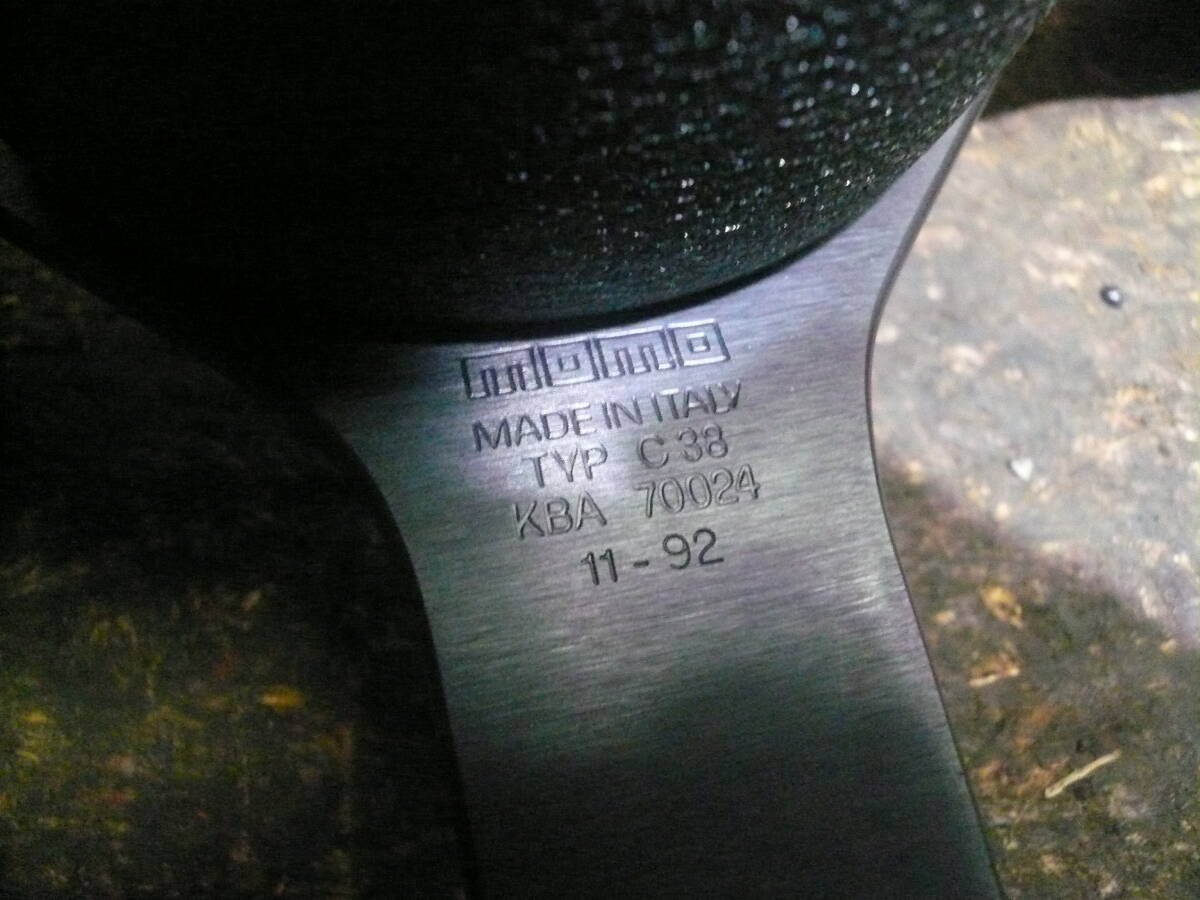 momo
MADE IN ITALY
TYP C 38
KBA 70024
11-92